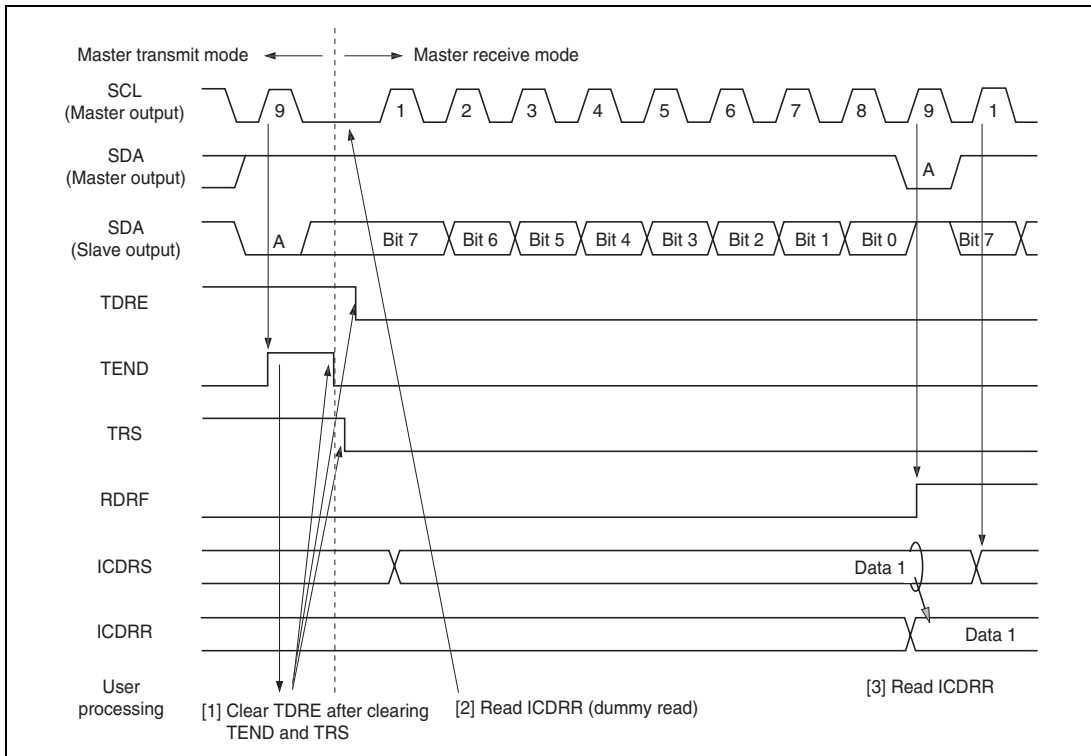 Master transmit mode
Master receive mode
SCL
(Master output)
9
1
2
3
4
5
6
7
8
9
1
SDA
(Master output)
A
SDA
(Slave output)
A
Bit 7
Bit 6
Bit 5
Bit 4
Bit 3
Bit 2
Bit 1
Bit 0
Bit 7
TDRE
TEND
TRS
RDRF
ICDRS
Data 1
ICDRR
Data 1
User
processing
[1] Clear TDRE after clearing
TEND and TRS
[2] Read ICDRR (dummy read)
[3] Read ICDRR